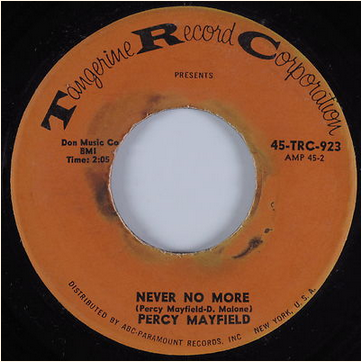 Tangerine Record Corporation
PRESENTS
Don Music Co
BMI
Time: 2:05
45-TRC-923
AMP 45-2
NEVER NO MORE
(Percy Mayfield-D. Malone)
PERCY MAYFIELD
DISTRIBUTED BY ABC-PARAMOUNT RECORDS, INC. NEW YORK, U.S.A.